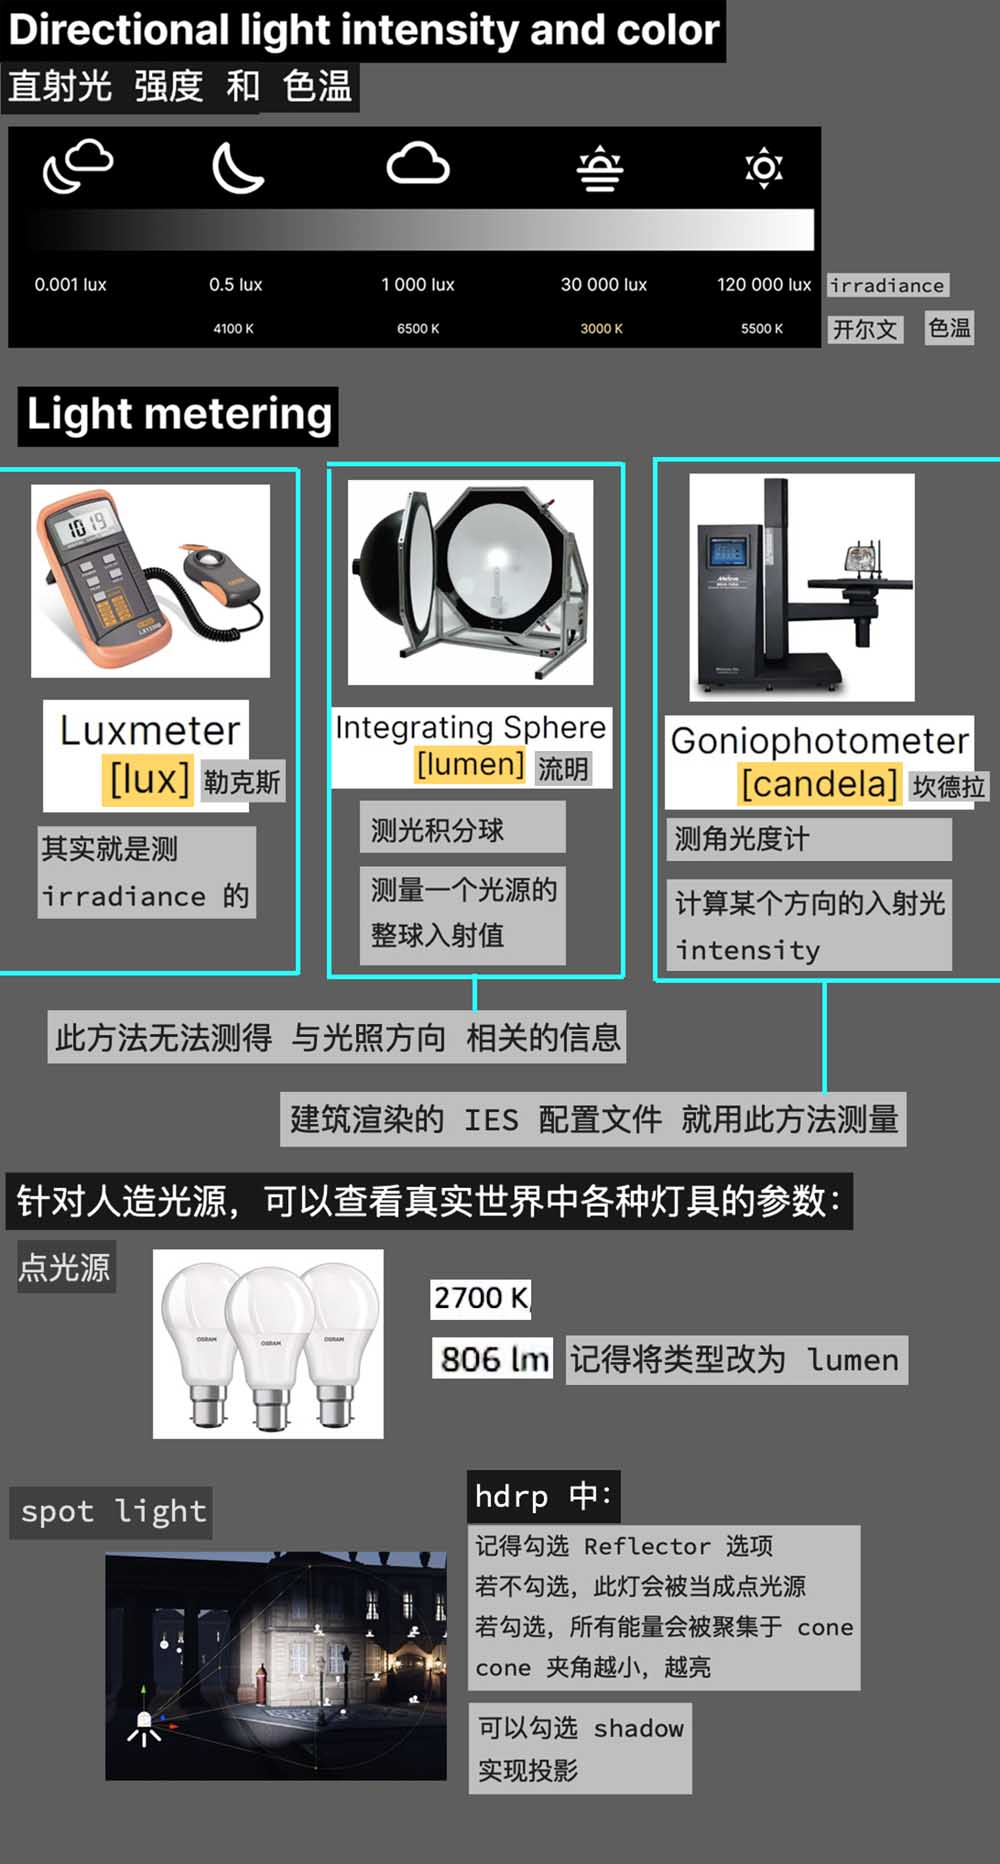 Directional light intensity and color
直射光 强度 和 色温
0.001 lux 0.5 lux 1 000 lux 30 000 lux 120 000 lux irradiance
4100 K 6500 K 3000 K 5500 K 开尔文 色温
Light metering
1019
Luxmeter
[lux] 勒克斯
其实就是测
irradiance 的
Integrating Sphere
[lumen] 流明
测光积分球
测量一个光源的
整球入射值
Goniophotometer
[candela] 坎德拉
测角光度计
计算某个方向的入射光
intensity
此方法无法测得 与光照方向 相关的信息
建筑渲染的 IES 配置文件 就用此方法测量
针对人造光源，可以查看真实世界中各种灯具的参数：
点光源
OSRAM OSRAM OSRAM
2700 K,
806 lm 记得将类型改为 lumen
spot light
hdrp 中：
记得勾选 Reflector 选项
若不勾选，此灯会被当成点光源
若勾选，所有能量会被聚集于 cone
cone 夹角越小，越亮
可以勾选 shadow
实现投影